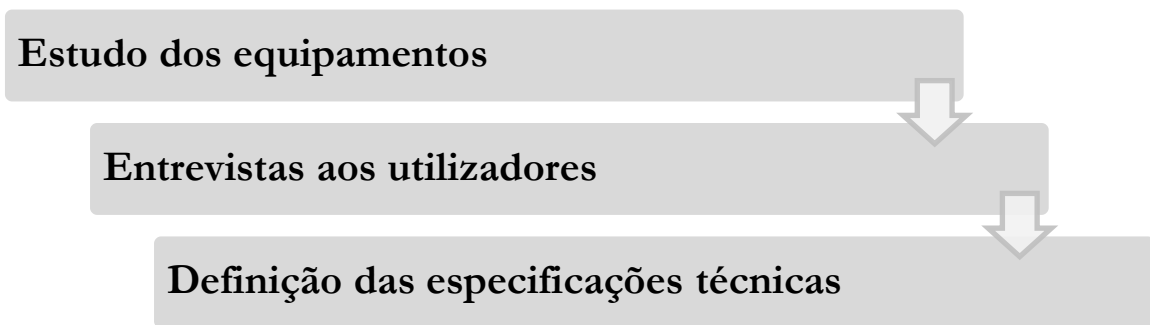 Estudo dos equipamentos
Entrevistas aos utilizadores
Definição das especificações técnicas